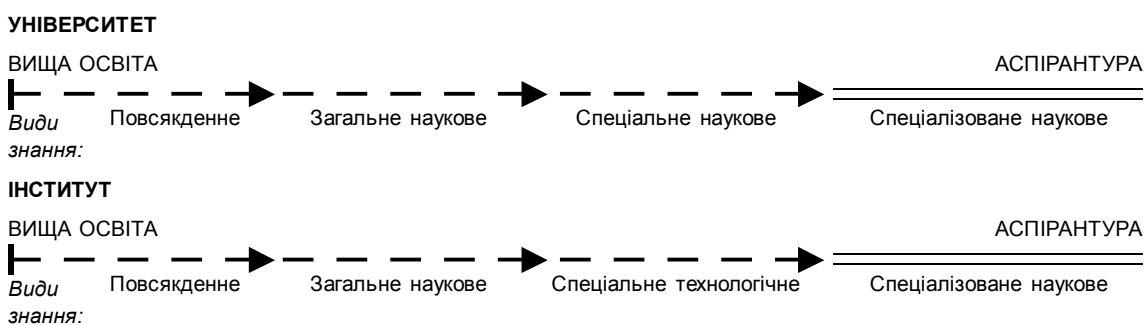 УНІВЕРСИТЕТ
ВИЩА ОСВІТА АСПІРАНТУРА
Види знання: Повсякденне Загальне наукове Спеціальне наукове Спеціалізоване наукове
ІНСТИТУТ
ВИЩА ОСВІТА АСПІРАНТУРА
Види знання: Повсякденне Загальне наукове Спеціальне технологічне Спеціалізоване наукове